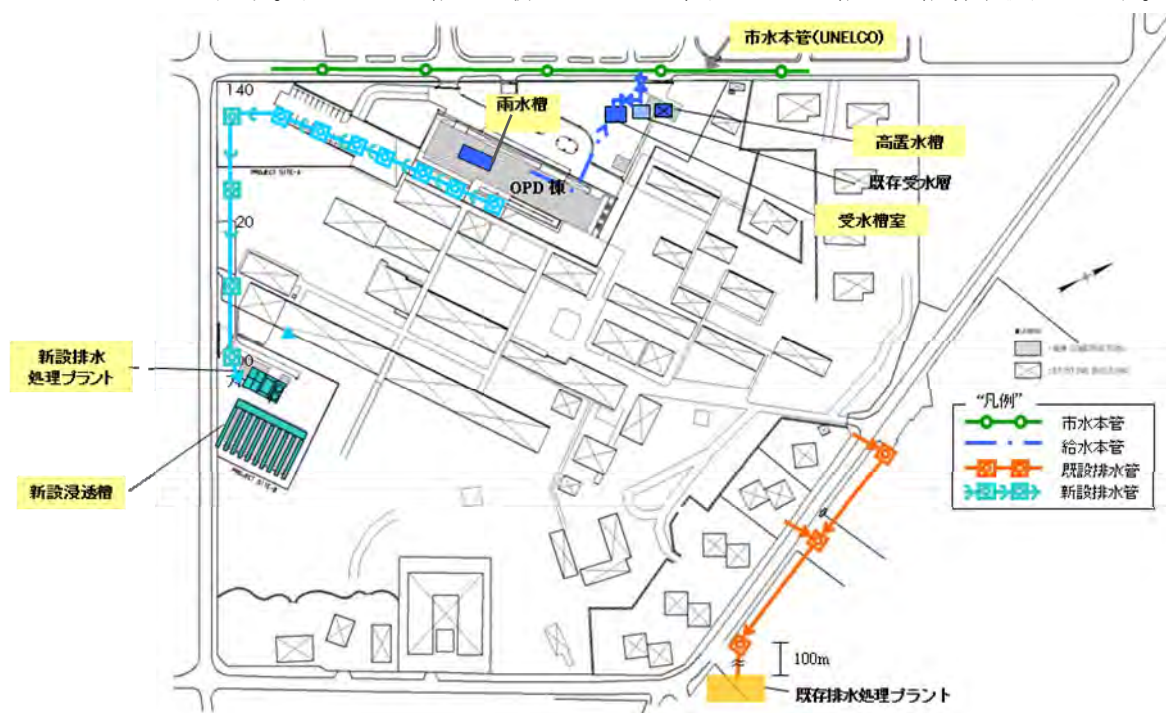 市水本管(UNELCO)
140
雨水槽
高置水槽
PROJECT SITE-A
OPD 棟
既存受水層
20
受水槽室
新設排水
処理プラント
新設浸透槽
"凡例"
市水本管
給水本管
既設排水管
新設排水管
100m
既存排水処理プラント